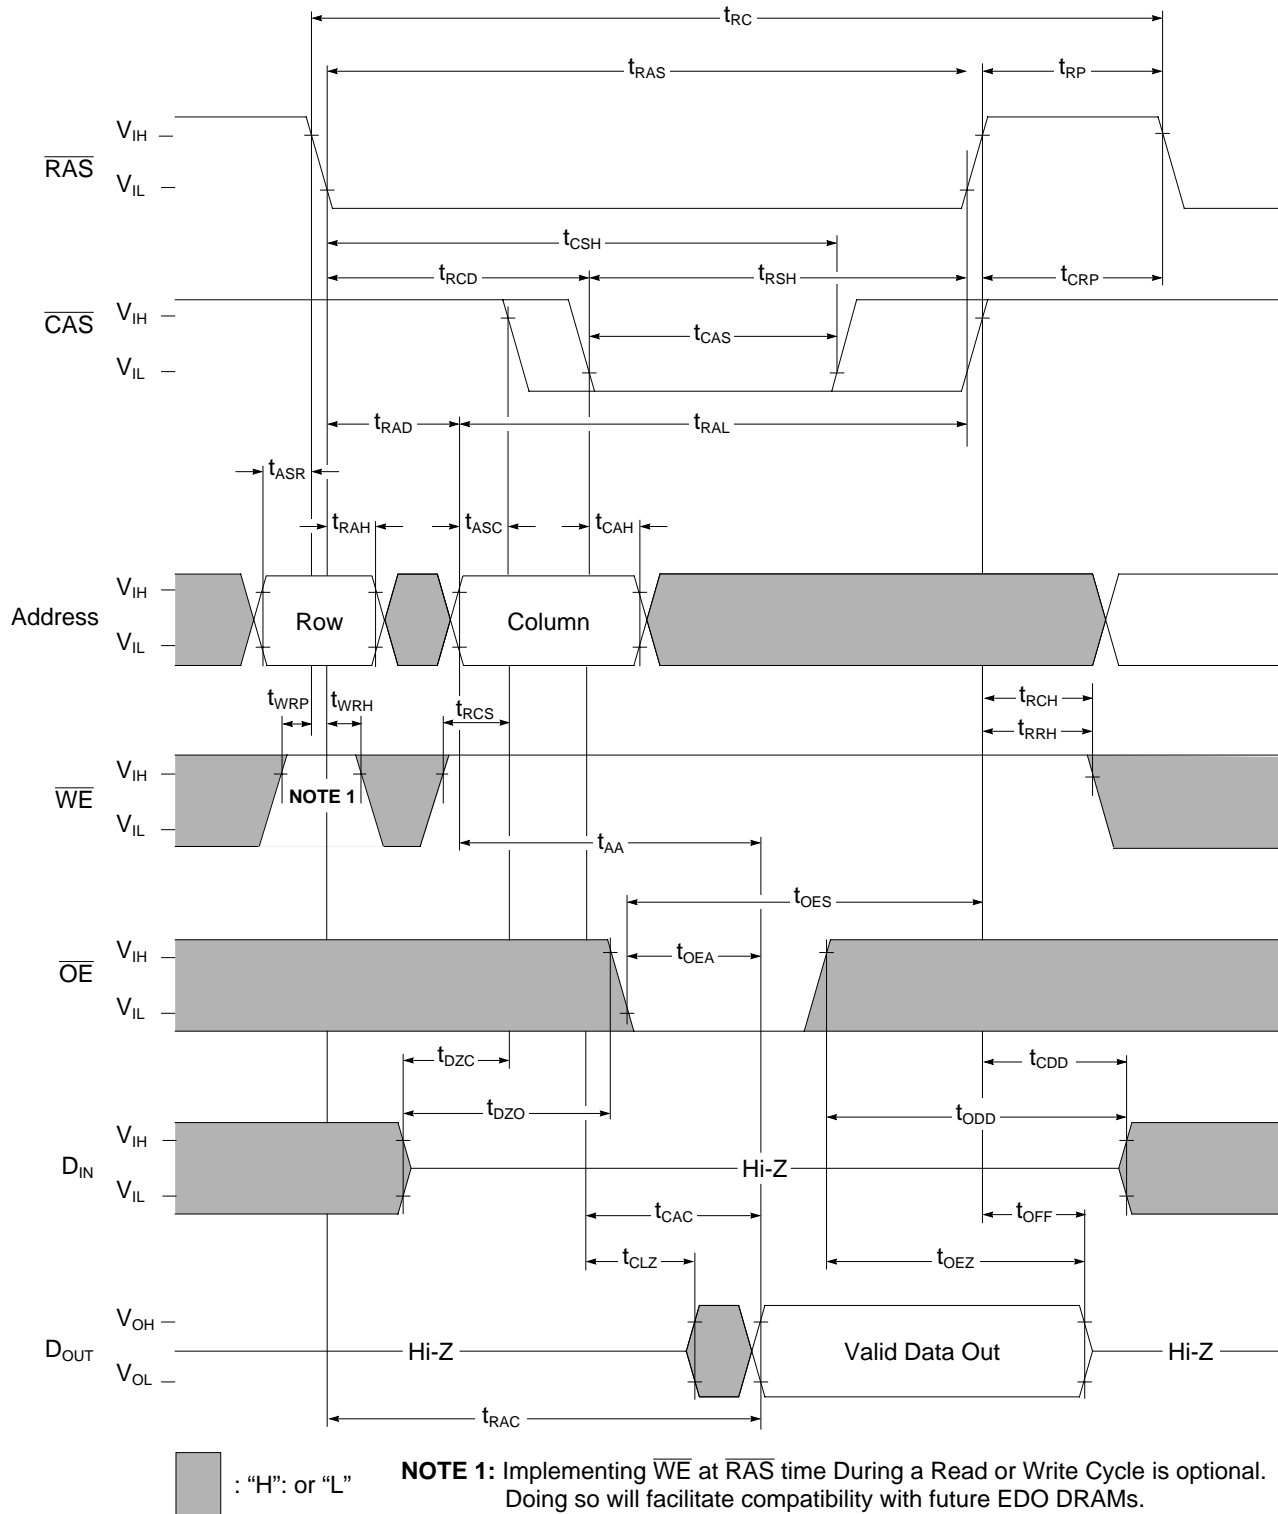 tRC
tRAS tRP
VIH
RAS
VIL
tCSH
tRCD tRSH tCRP
VIH
CAS
tCAS
VIL
tRAD tRAL
tASR
tRAH tASC tCAH
VIH
Address Row Column
VIL
tWRP tWRH tRCS tRCH
tRRH
VIH
WE NOTE 1
VIL
tAA
tOES
VIH
OE tOEA
VIL
tDZC tCDD
tDZO tODD
VIH
DIN Hi-Z
VIL
tCAC tOFF
tCLZ tOEZ
VOH
DOUT Hi-Z Valid Data Out Hi-Z
VOL
tRAC
: “H”: or “L” NOTE 1: Implementing WE at RAS time During a Read or Write Cycle is optional.
Doing so will facilitate compatibility with future EDO DRAMs.